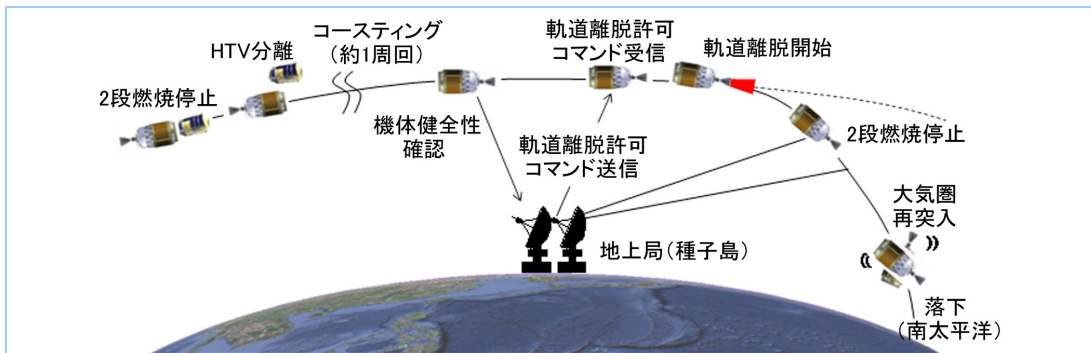 2段燃焼停止
HTV分離
コースティング
(約1周回)
機体健全性
確認
軌道離脱許可
コマンド受信
軌道離脱許可
コマンド送信
軌道離脱開始
2段燃焼停止
大気圏
再突入
地上局(種子島)
落下
(南太平洋)